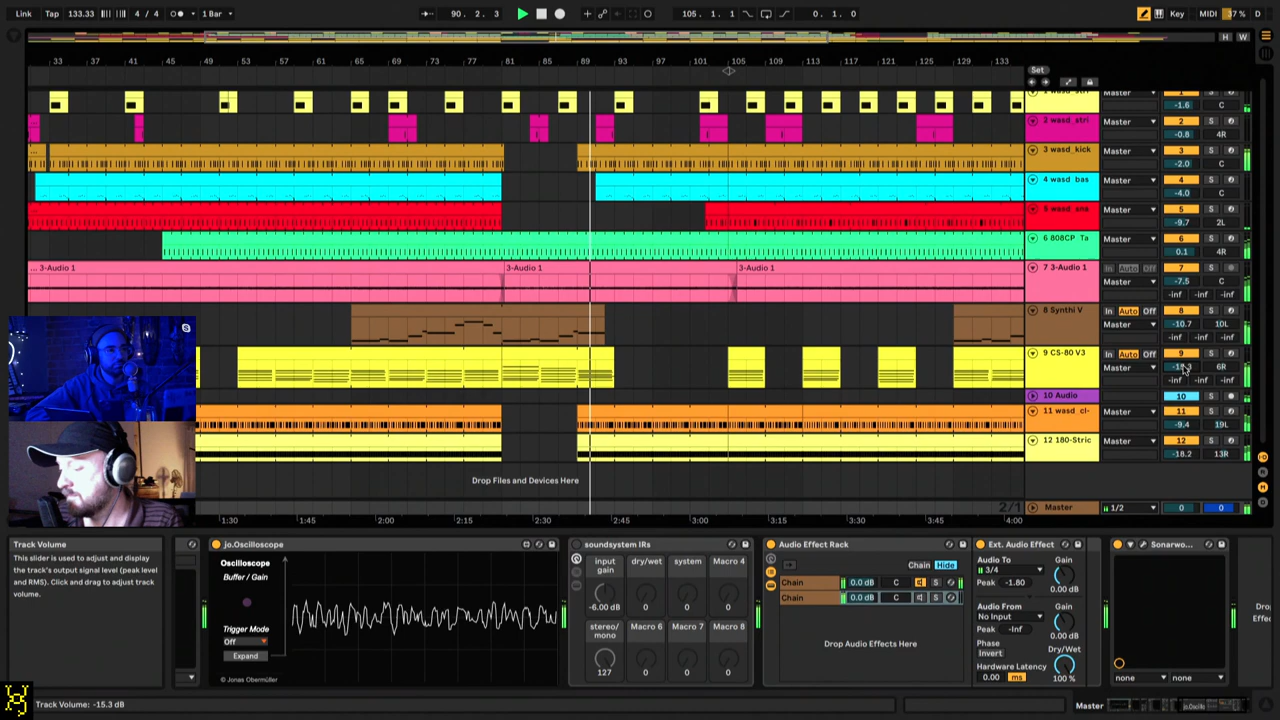 Link Tap 133.33 4 / 4 1 Bar 90. 2. 3 105. 1. 1 0. 1. 0 Key MIDI 37 % D
H W
33 37 41 45 49 53 57 61 65 69 73 77 81 85 89 93 97 101 105 109 113 117 121 125 129 133
Set
Master -1.6 C
2 wasd_stri 2 S
-0.8 4R
... 3 wasd_kick Master 3 S
-2.0 C
4 wasd_bas Master 4 S
-4.0 C
Master 5 S
-9.7 2L
6 808CP_Ta Master 6 S
0.1 4R
... 3-Audio 1 3-Audio 1 3-Audio 1 7 3-Audio 1 In Auto Off 7 S
Master -7.5 C
-inf -inf -inf
8 Synthi V In Auto Off 8 S
Master -10.7 10L
-inf -inf -inf
9 CS-80 V3 In Auto Off 9 S
Master 6R
-inf -inf -inf
10 Audio 10 S
11 wasd_cl- Master 11 S
-9.4 19L
12 180-Stric Master 12 S
-18.2 13R
Drop Files and Devices Here
2/1 Master 1/2 0 0
1:30 1:45 2:00 2:15 2:30 2:45 3:00 3:15 3:30 3:45 4:00
Track Volume
This slider is used to adjust and display
the track's output signal level (peak
level and RMS). Click and drag to adjust
track volume.
jo.Oscilloscope
Oscilloscope
Buffer / Gain
Trigger Mode
Off
Expand
© Jonas Obermüller
soundsystem IRs
input gain dry/wet system Macro 4
-6.00 dB 0 0 0
stereo/mono Macro 6 Macro 7 Macro 8
127 0 0 0
Audio Effect Rack
Chain Hide
Chain 0.0 dB C S
Chain 0.0 dB C S
Drop Audio Effects Here
Ext. Audio Effect
Audio To Gain
3/4
Peak -1.80 0.00 dB
Audio From Gain
No Input
Peak -Inf 0.00 dB
Phase Dry/Wet
Invert
Hardware Latency
0.00 ms 100 %
Sonarwo...
none none
Drop
Effec
Track Volume: -15.3 dB
Master